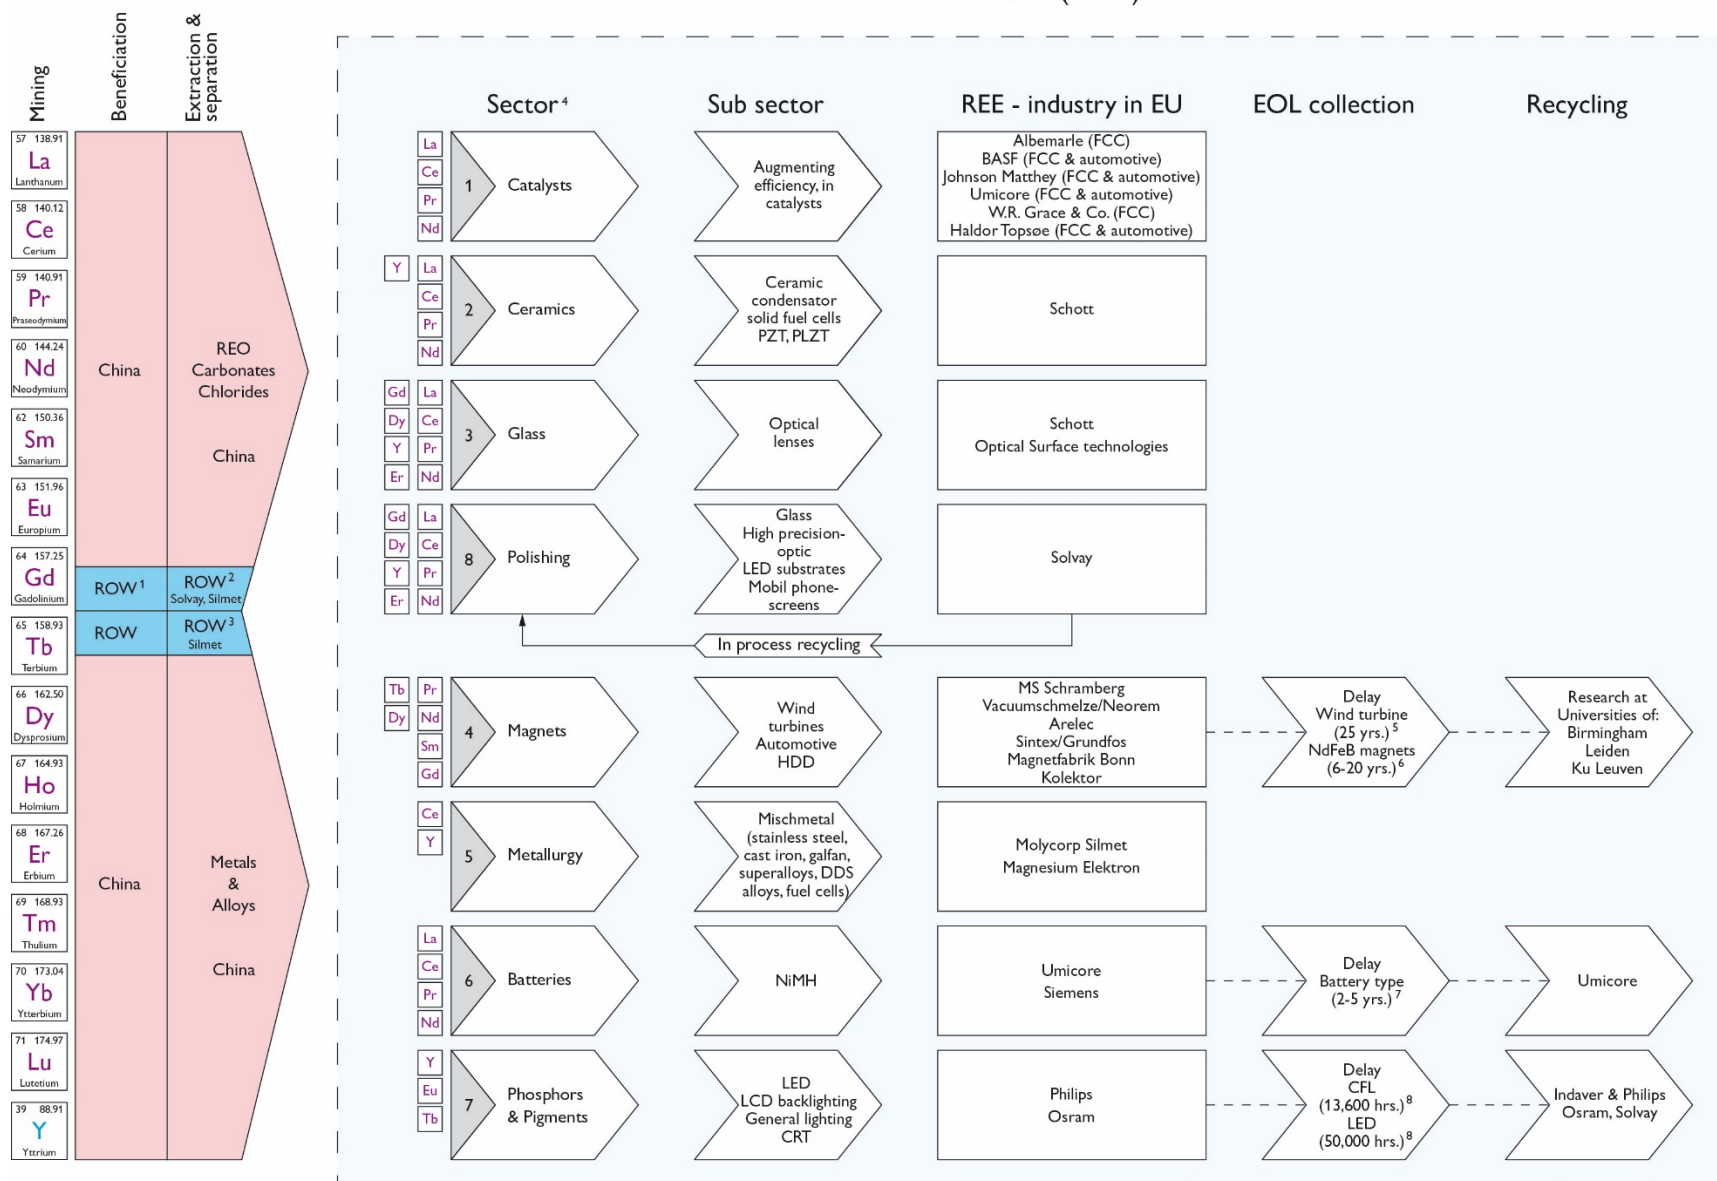 Mining
Beneficiation
Extraction &
separation
Sector 4
Sub sector
REE - industry in EU
EOL collection
Recycling
57 138.91
La
Lanthanum
58 140.12
Ce
Cerium
59 140.91
Pr
Praseodymium
60 144.24
Nd
Neodymium
62 150.36
Sm
Samarium
63 151.96
Eu
Europium
64 157.25
Gd
Gadolinium
65 158.93
Tb
Terbium
66 162.50
Dy
Dysprosium
67 164.93
Ho
Holmium
68 167.26
Er
Erbium
69 168.93
Tm
Thulium
70 173.04
Yb
Ytterbium
71 174.97
Lu
Lutetium
39 88.91
Y
Yttrium
China
REO
Carbonates
Chlorides
China
ROW 1
ROW 2
Solvay, Silmet
ROW
ROW 3
Silmet
China
Metals
&
Alloys
China
La
Ce
Pr
Nd
1
Catalysts
Augmenting
efficiency, in
catalysts
Albemarle (FCC)
BASF (FCC & automotive)
Johnson Matthey (FCC & automotive)
Umicore (FCC & automotive)
W.R. Grace & Co. (FCC)
Haldor Topsøe (FCC & automotive)
Y La
Ce
Pr
Nd
2
Ceramics
Ceramic
condensator
solid fuel cells
PZT, PLZT
Schott
Gd La
Dy Ce
Y Pr
Er Nd
3
Glass
Optical
lenses
Schott
Optical Surface technologies
Gd La
Dy Ce
Y Pr
Er Nd
8
Polishing
Glass
High precision-
optic
LED substrates
Mobil phone-
screens
Solvay
In process recycling
Tb Pr
Dy Nd
Sm
Gd
4
Magnets
Wind
turbines
Automotive
HDD
MS Schramberg
Vacuumschmelze/Neorem
Arelec
Sintex/Grundfos
Magnetfabrik Bonn
Kolektor
Delay
Wind turbine
(25 yrs.) 5
NdFeB magnets
(6-20 yrs.) 6
Research at
Universities of:
Birmingham
Leiden
Ku Leuven
Ce
Y
5
Metallurgy
Mischmetal
(stainless steel,
cast iron, galfan,
superalloys, DDS
alloys, fuel cells)
Molycorp Silmet
Magnesium Elektron
La
Ce
Pr
Nd
6
Batteries
NiMH
Umicore
Siemens
Delay
Battery type
(2-5 yrs.) 7
Umicore
Y
Eu
Tb
7
Phosphors
& Pigments
LED
LCD backlighting
General lighting
CRT
Philips
Osram
Delay
CFL
(13,600 hrs.) 8
LED
(50,000 hrs.) 8
Indaver & Philips
Osram, Solvay